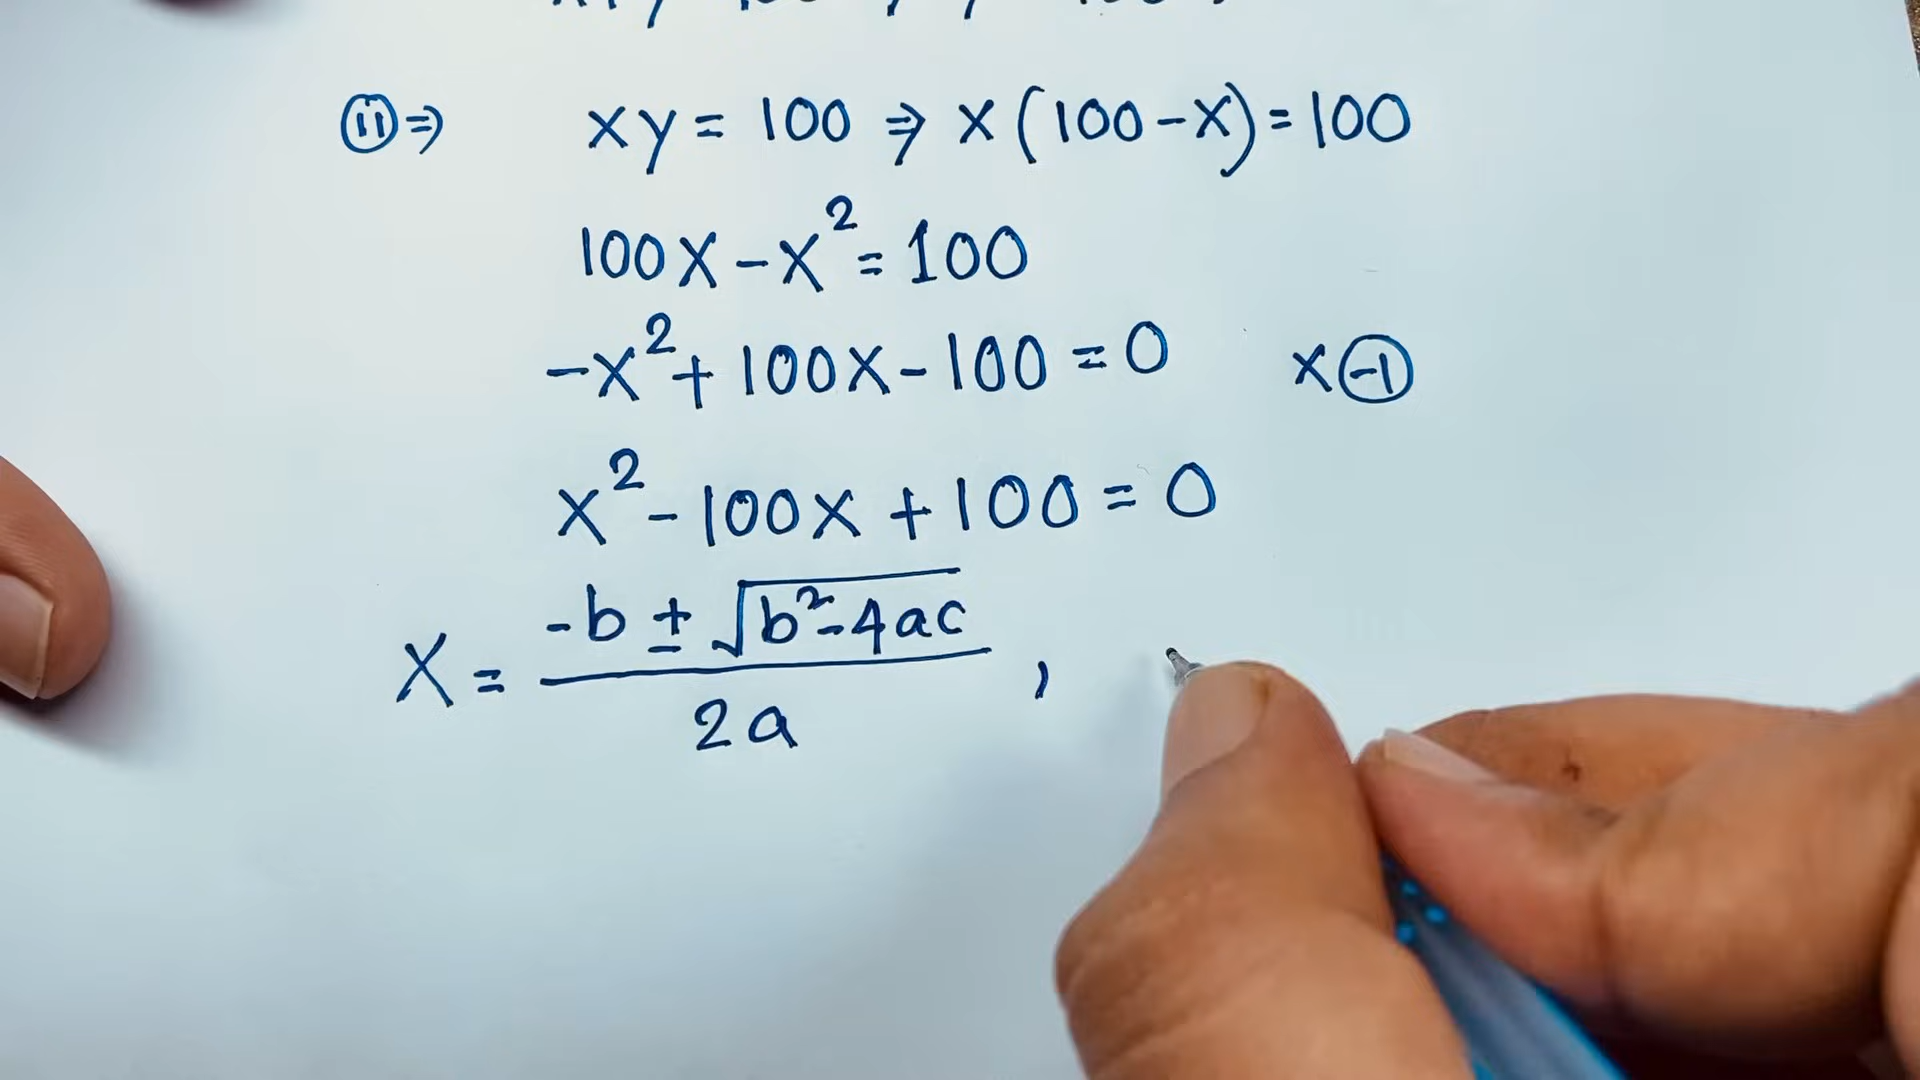 ⓘⓘ⇒ xy = 100 ⇒ x(100-x) = 100
100x - x² = 100
-x² + 100x - 100 = 0 x(-1)
x² - 100x + 100 = 0
x = (-b ± √(b²-4ac))/2a ,